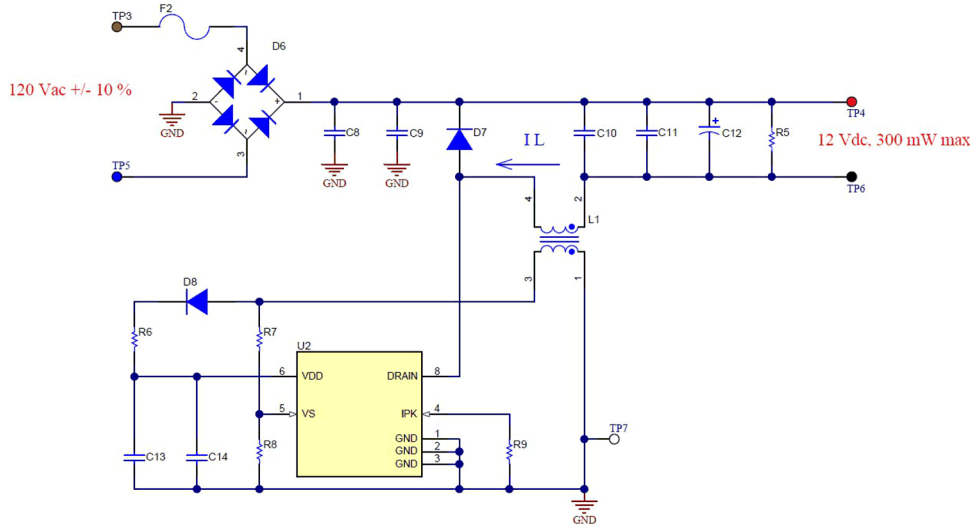 TP3
F2
4
D6
120 Vac +/- 10 %
2
-
+
1
~
~
GND
3
TP5
C8
GND
C9
GND
D7
I L
C10
C11
+
C12
R5
TP4
12 Vdc, 300 mW max
TP6
4
2
L1
3
1
D8
R6
R7
U2
6
VDD
DRAIN
8
5
VS
IPK
4
GND
1
GND
2
GND
3
R8
R9
C13
C14
TP7
GND